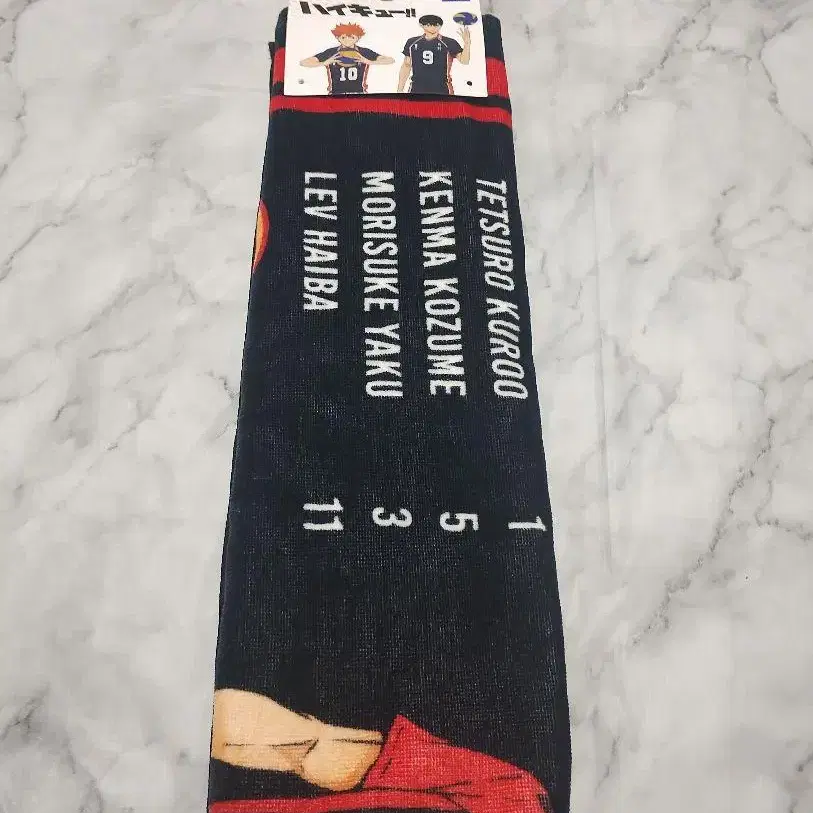 ハイキュー!!
10
9
TETSURO KUROO 1
KENMA KOZUME 5
MORISUKE YAKU 3
LEV HAIBA 11